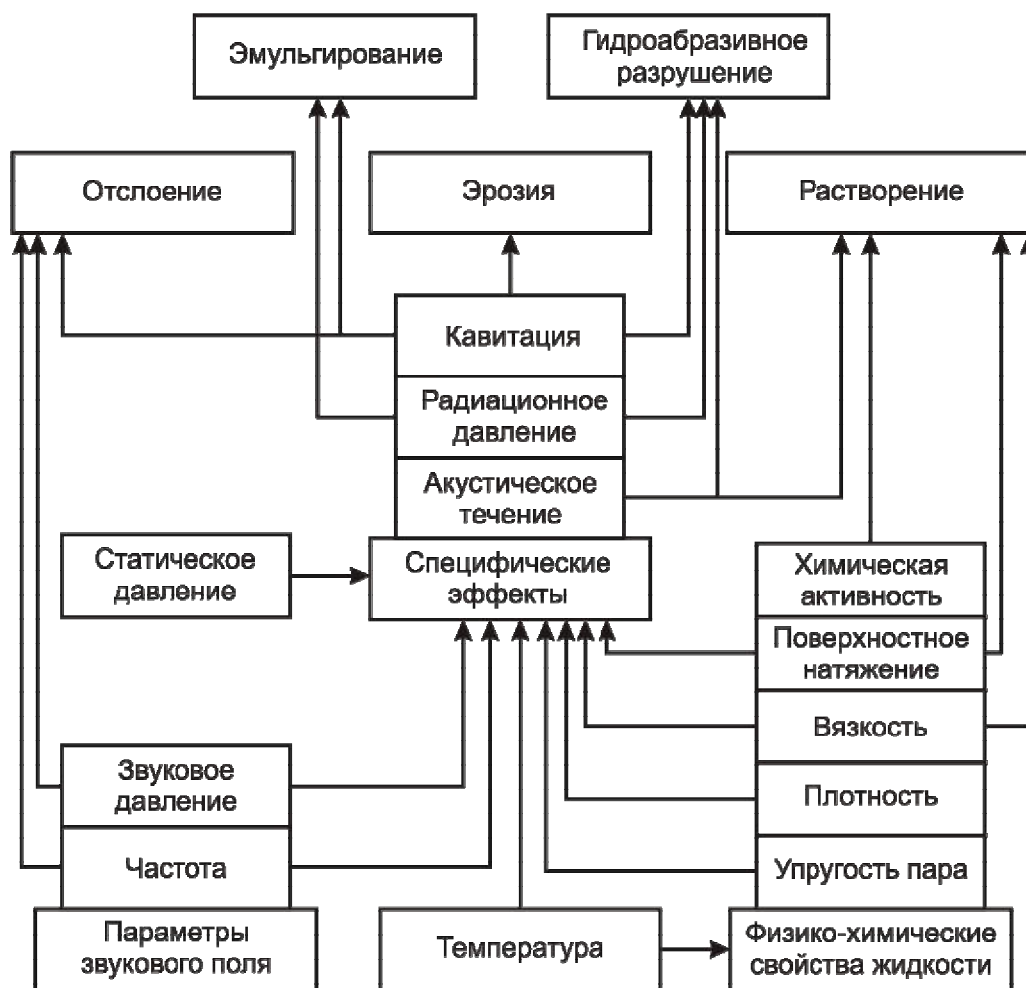 Эмульгирование
Гидроабразивное
разрушение
Отслоение
Эрозия
Растворение
Кавитация
Радиационное
давление
Акустическое
течение
Статическое
давление
Специфические
эффекты
Химическая
активность
Поверхностное
натяжение
Вязкость
Звуковое
давление
Плотность
Частота
Упругость пара
Параметры
звукового поля
Температура
Физико-химические
свойства жидкости